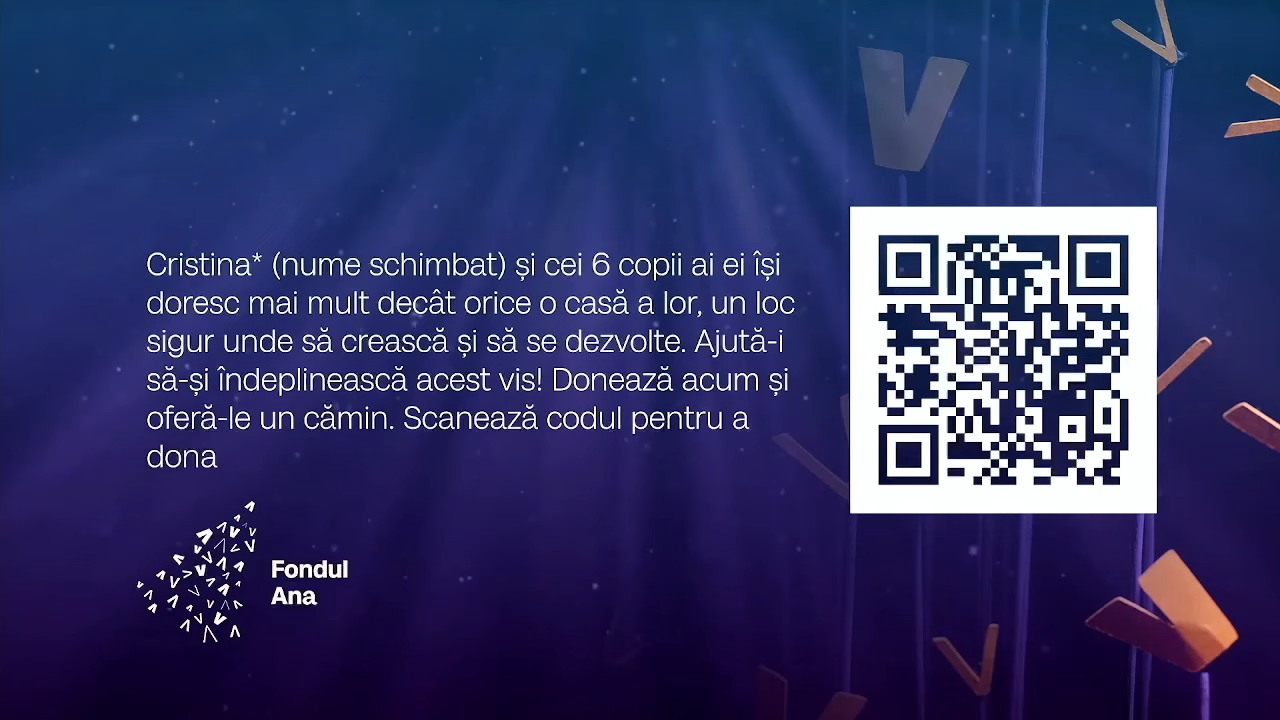 Cristina* (nume schimbat) și cei 6 copii ai ei își
doresc mai mult decât orice o casă a lor, un loc
sigur unde să crească și să se dezvolte. Ajută-i
să-și îndeplinească acest vis! Donează acum și
oferă-le un cămin. Scanează codul pentru a
dona
Fondul
Ana